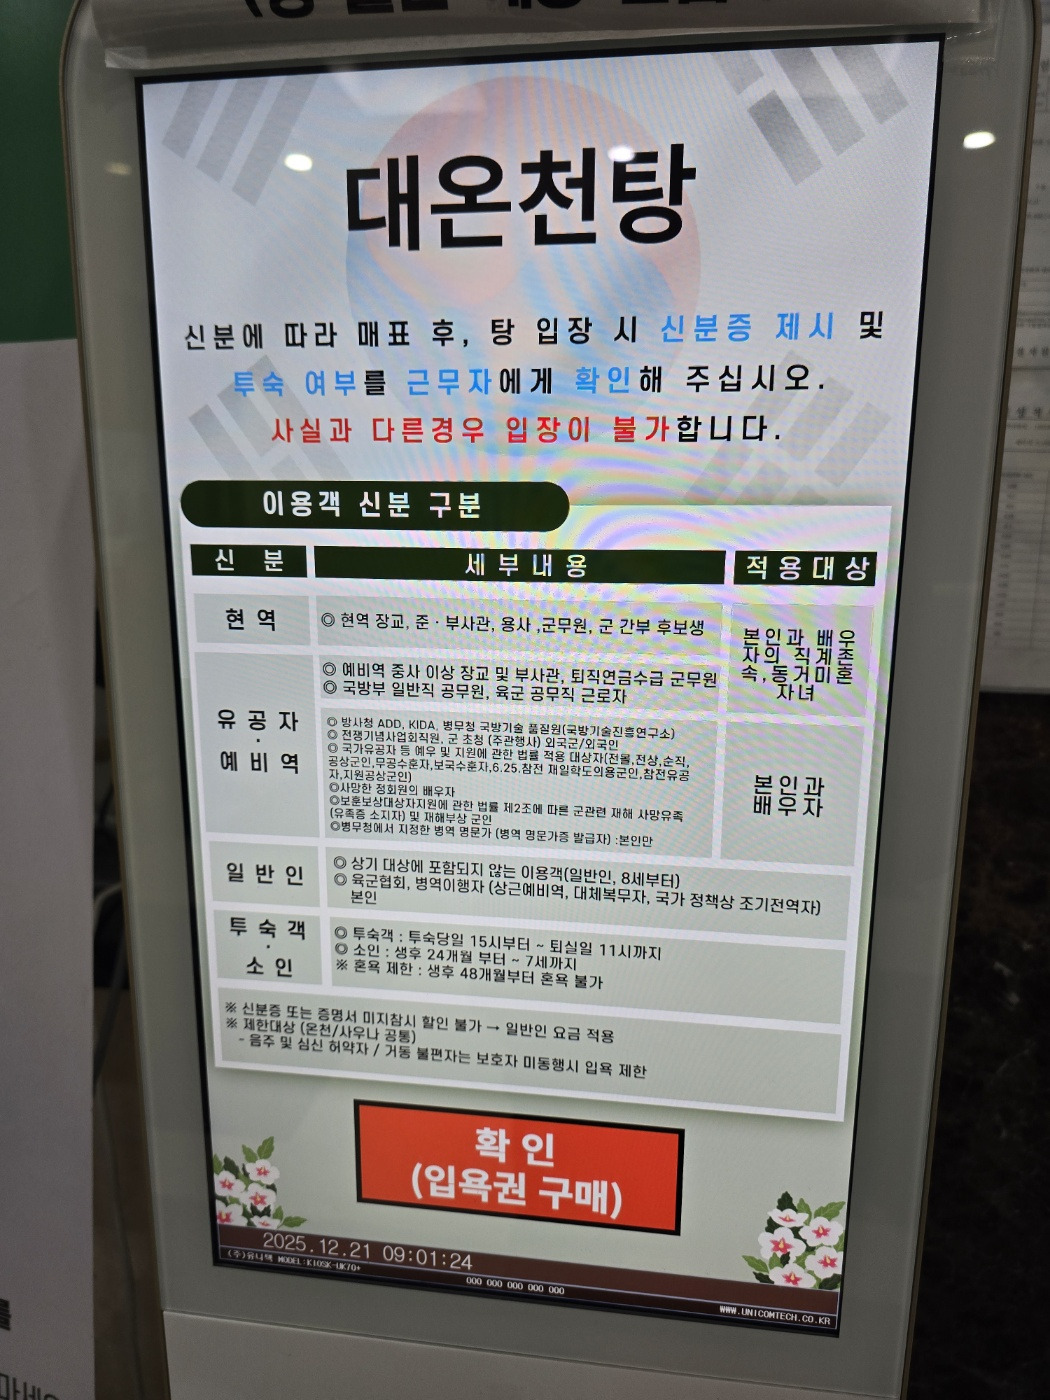 대온천탕
신분에 따라 매표 후, 탕 입장 시 신분증 제시 및
투숙 여부를 근무자에게 확인해 주십시오.
사실과 다른경우 입장이 불가합니다.
이용객 신분 구분
신 분 세부내용 적용대상
현역
◎ 현역 장교, 준 · 부사관, 용사 ,군무원, 군 간부 후보생
본인과 배우
자의 직계존
속,동거미혼
자녀
유공자
·
예비역
◎ 예비역 중사 이상 장교 및 부사관, 퇴직연금수급 군무원
◎ 국방부 일반직 공무원, 육군 공무직 근로자
◎ 방사청 ADD, KIDA, 병무청 국방기술 품질원(국방기술진흥연구소)
◎ 전쟁기념사업회직원, 군 초청 (주관행사) 외국군/외국인
◎ 국가유공자 등 예우 및 지원에 관한 법률 적용 대상자(전몰,전상,순직,
공상군인,무공수훈자,보국수훈자,6.25.참전 재일학도의용군인,참전유공
자,지원공상군인)
◎사망한 정회원의 배우자
◎보훈보상대상자지원에 관한 법률 제2조에 따른 군관련 재해 사망유족
(유족증 소지자) 및 재해부상 군인
◎병무청에서 지정한 병역 명문가 (병역 명문가증 발급자) :본인만
본인과
배우자
일반인
◎ 상기 대상에 포함되지 않는 이용객(일반인, 8세부터)
◎ 육군협회, 병역이행자 (상근예비역, 대체복무자, 국가 정책상 조기전역자)
본인
투숙객
·
소인
◎ 투숙객 : 투숙당일 15시부터 ~ 퇴실일 11시까지
◎ 소인 : 생후 24개월 부터 ~ 7세까지
※ 혼욕 제한 : 생후 48개월부터 혼욕 불가
※ 신분증 또는 증명서 미지참시 할인 불가 → 일반인 요금 적용
※ 제한대상 (온천/사우나 공통)
- 음주 및 심신 허약자 / 거동 불편자는 보호자 미동행시 입욕 제한
확인
(입욕권 구매)
2025.12.21 09:01:24
(주)유니텍 MODEL:KIOSK-UK70+
000 000 000 000 000
WWW.UNICOMTECH.CO.KR